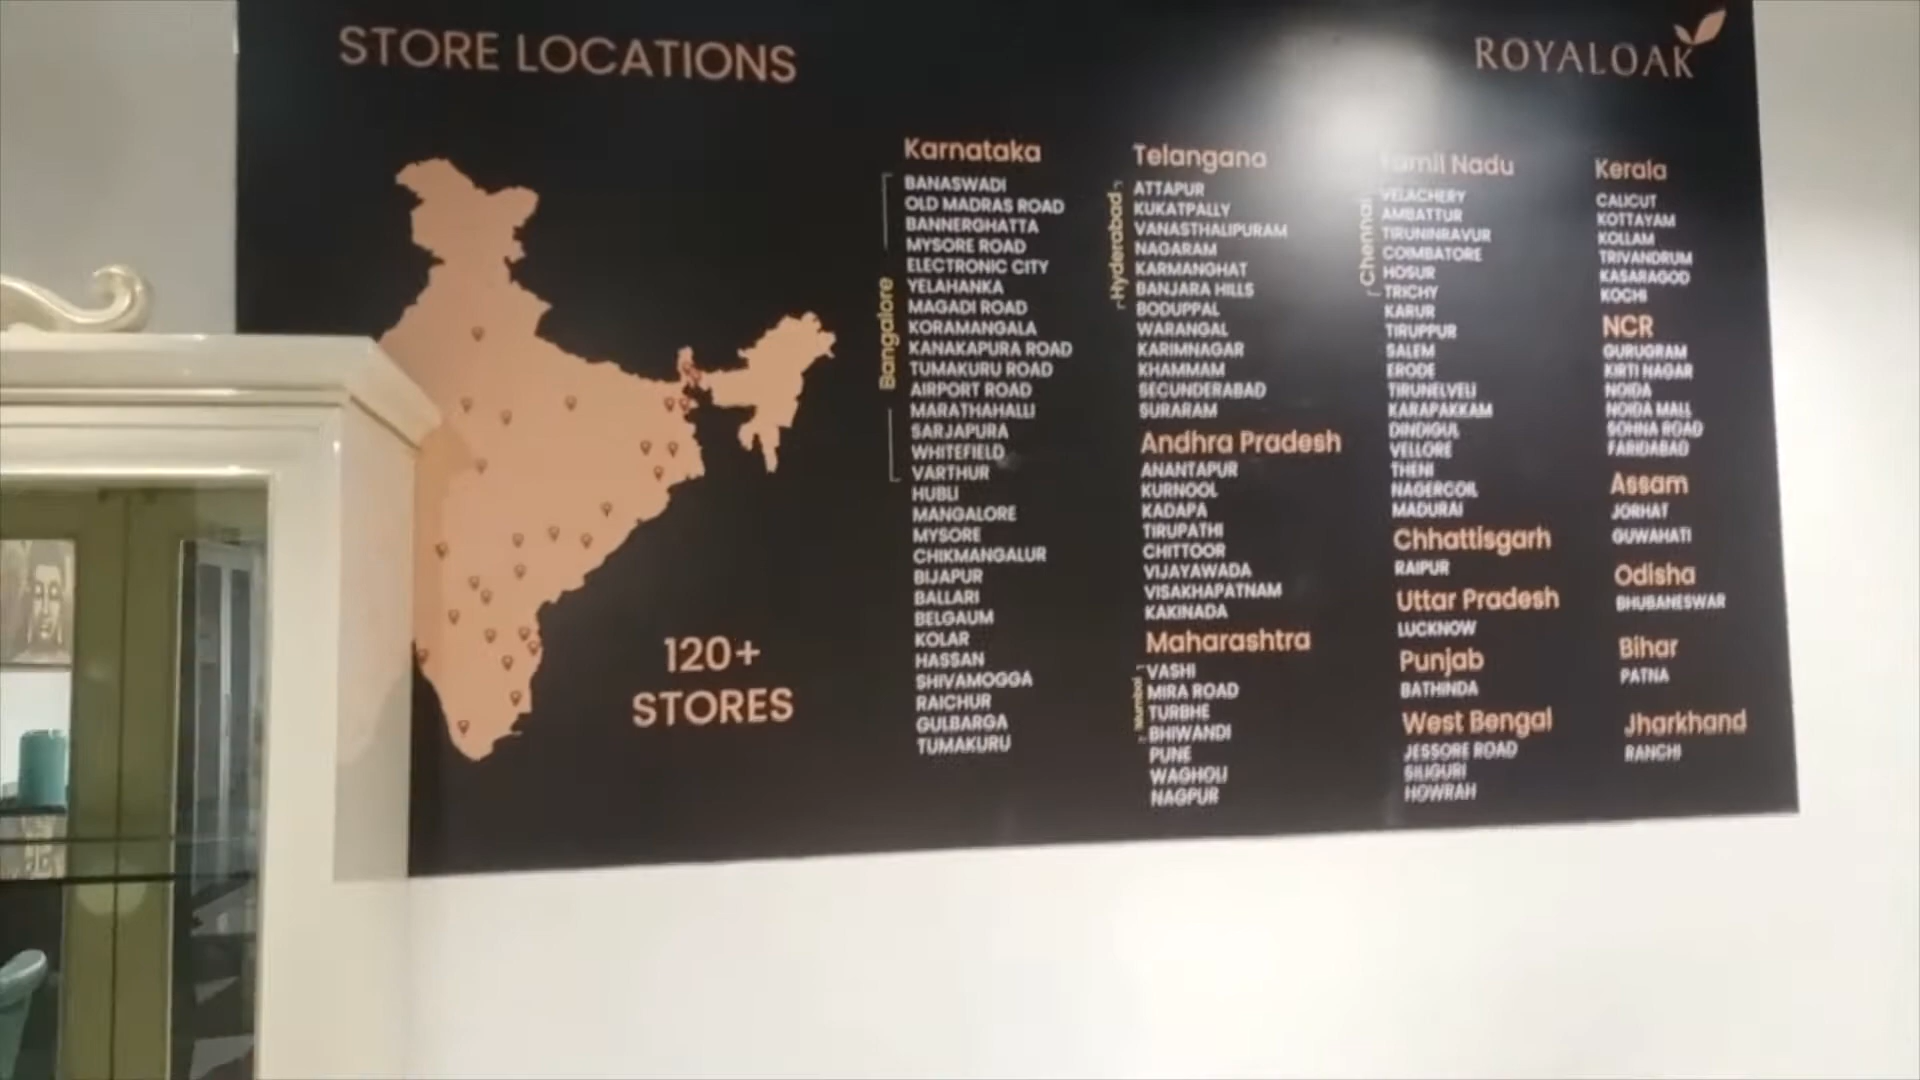 STORE LOCATIONS
ROYALOAK
120+
STORES
Karnataka
Bangalore
BANASWADI
OLD MADRAS ROAD
BANNERGHATTA
MYSORE ROAD
ELECTRONIC CITY
YELAHANKA
MAGADI ROAD
KORAMANGALA
KANAKAPURA ROAD
TUMAKURU ROAD
AIRPORT ROAD
MARATHAHALLI
SARJAPURA
WHITEFIELD
VARTHUR
HUBLI
MANGALORE
MYSORE
CHIKMANGALUR
BIJAPUR
BALLARI
BELGAUM
KOLAR
HASSAN
SHIVAMOGGA
RAICHUR
GULBARGA
TUMAKURU
Telangana
Hyderabad
ATTAPUR
KUKATPALLY
VANASTHALIPURAM
NAGARAM
KARMANGHAT
BANJARA HILLS
BODUPPAL
WARANGAL
KARIMNAGAR
KHAMMAM
SECUNDERABAD
SURARAM
Andhra Pradesh
ANANTAPUR
KURNOOL
KADAPA
TIRUPATHI
CHITTOOR
VIJAYAWADA
VISAKHAPATNAM
KAKINADA
Maharashtra
Mumbai
VASHI
MIRA ROAD
TURBHE
BHIWANDI
PUNE
WAGHOLI
NAGPUR
Tamil Nadu
Chennai
VELACHERY
AMBATTUR
TIRUNINRAVUR
COIMBATORE
HOSUR
TRICHY
KARUR
TIRUPPUR
SALEM
ERODE
TIRUNELVELI
KARAPAKKAM
DINDIGUL
VELLORE
THENI
NAGERCOIL
MADURAI
Chhattisgarh
RAIPUR
Uttar Pradesh
LUCKNOW
Punjab
BATHINDA
West Bengal
JESSORE ROAD
SILIGURI
HOWRAH
Kerala
CALICUT
KOTTAYAM
KOLLAM
TRIVANDRUM
KASARAGOD
KOCHI
NCR
GURUGRAM
KIRTI NAGAR
NOIDA
NOIDA MALL
SOHNA ROAD
FARIDABAD
Assam
JORHAT
GUWAHATI
Odisha
BHUBANESWAR
Bihar
PATNA
Jharkhand
RANCHI